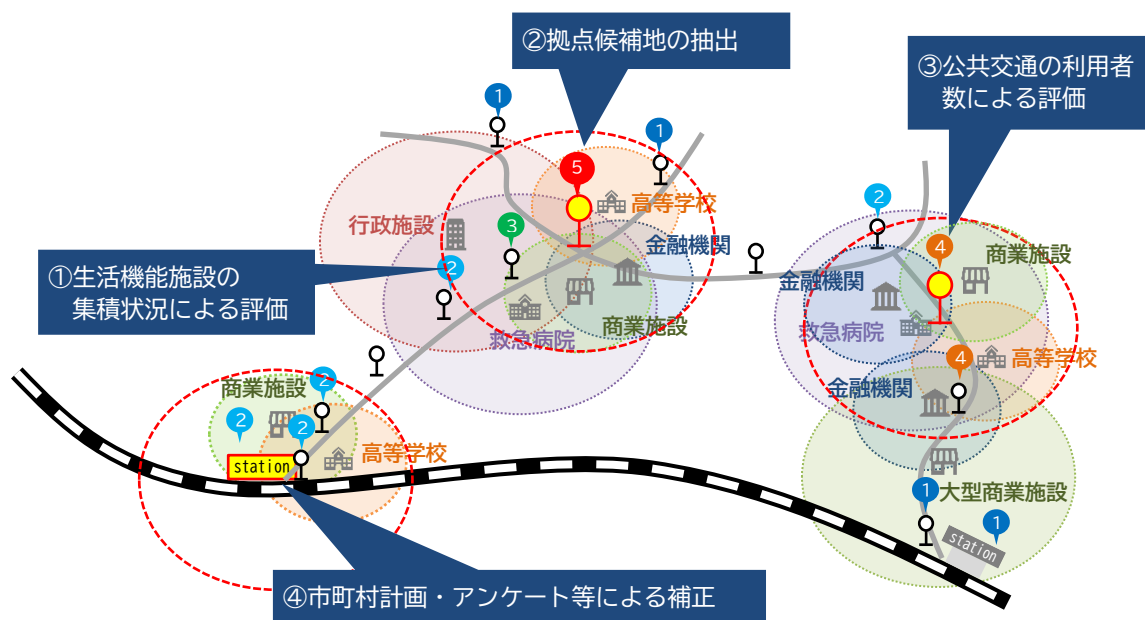 ②拠点候補地の抽出
③公共交通の利用者
数による評価
1
1
5
2
高等学校
行政施設
3
金融機関
4
商業施設
①生活機能施設の
集積状況による評価
2
金融機関
商業施設
救急病院
救急病院
4
高等学校
商業施設
2
金融機関
2
2
高等学校
station
大型商業施設
1
1
station
④市町村計画・アンケート等による補正